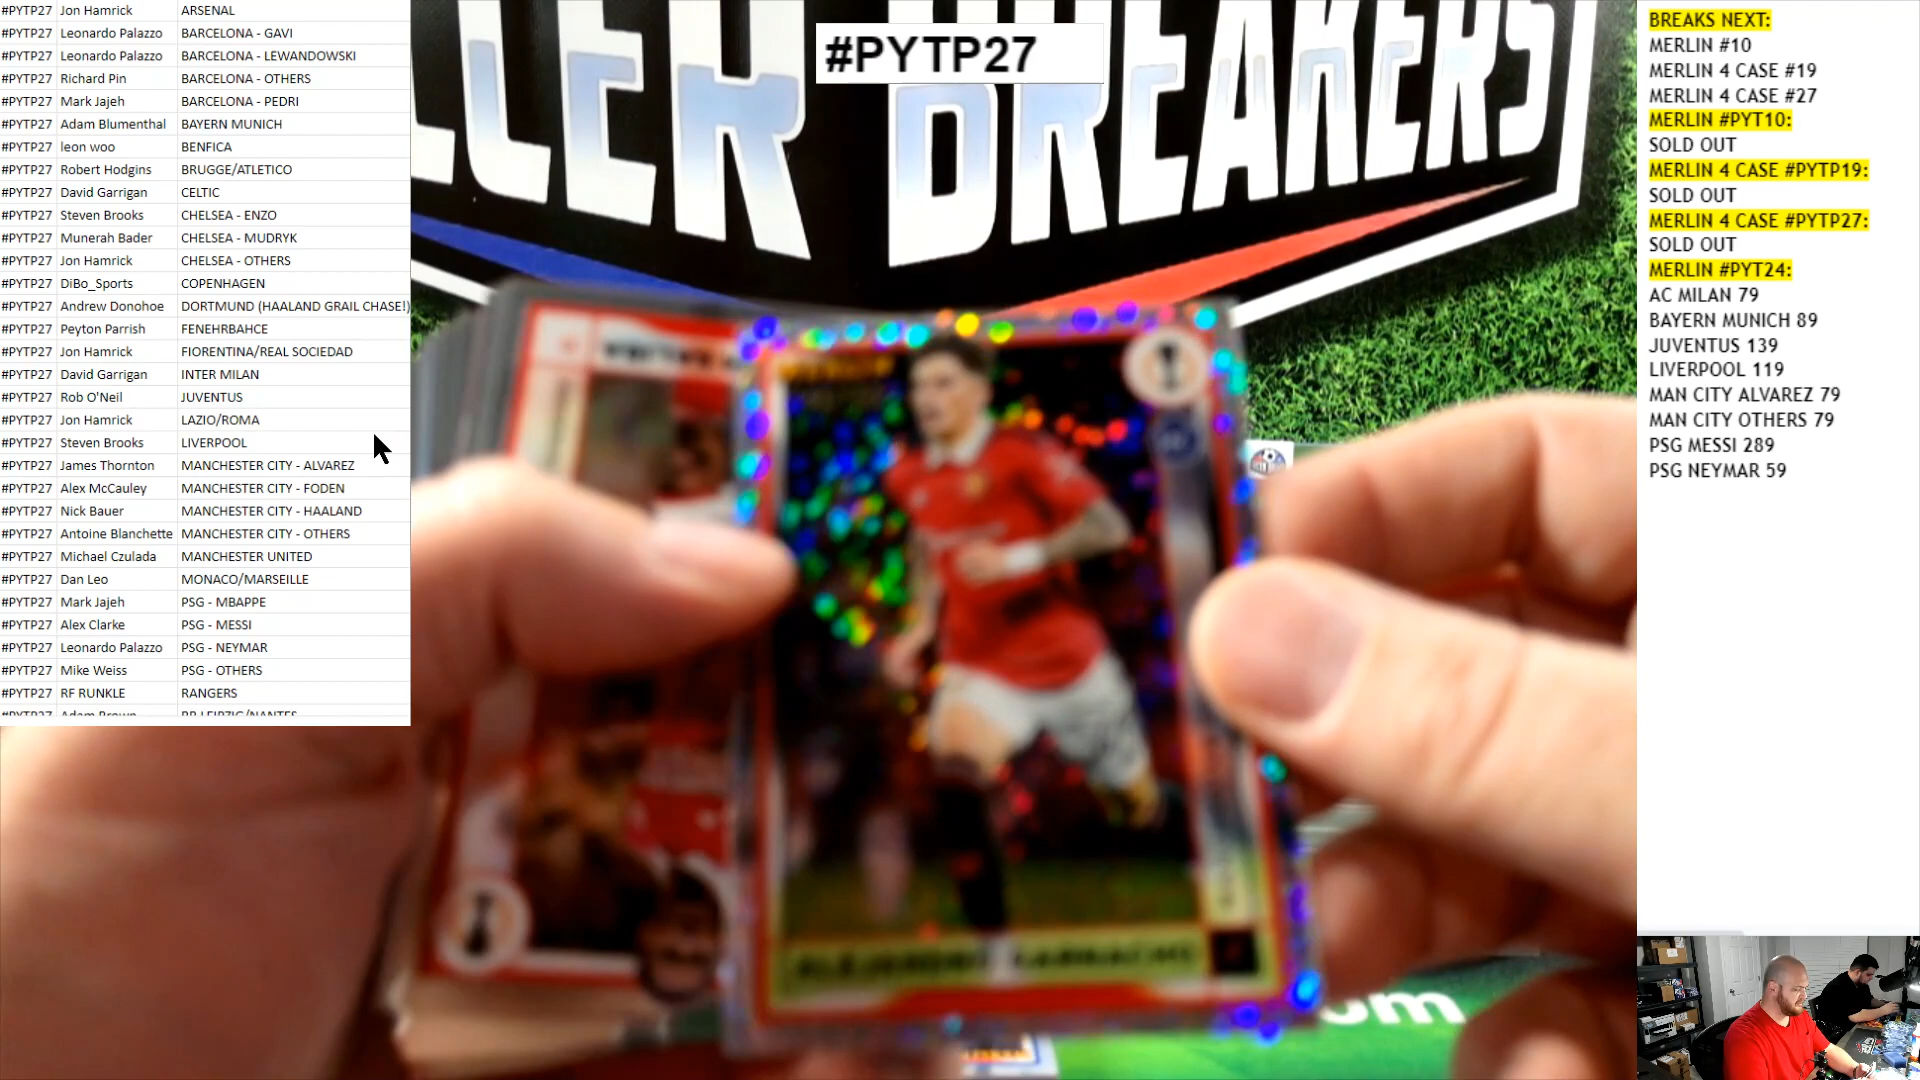 #PYTP27 Jon Hamrick ARSENAL
#PYTP27 Leonardo Palazzo BARCELONA - GAVI
#PYTP27 Leonardo Palazzo BARCELONA - LEWANDOWSKI
#PYTP27 Richard Pin BARCELONA - OTHERS
#PYTP27 Mark Jajeh BARCELONA - PEDRI
#PYTP27 Adam Blumenthal BAYERN MUNICH
#PYTP27 leon woo BENFICA
#PYTP27 Robert Hodgins BRUGGE/ATLETICO
#PYTP27 David Garrigan CELTIC
#PYTP27 Steven Brooks CHELSEA - ENZO
#PYTP27 Munerah Bader CHELSEA - MUDRYK
#PYTP27 Jon Hamrick CHELSEA - OTHERS
#PYTP27 DiBo_Sports COPENHAGEN
#PYTP27 Andrew Donohoe DORTMUND (HAALAND GRAIL CHASE!)
#PYTP27 Peyton Parrish FENEHRBAHCE
#PYTP27 Jon Hamrick FIORENTINA/REAL SOCIEDAD
#PYTP27 David Garrigan INTER MILAN
#PYTP27 Rob O'Neil JUVENTUS
#PYTP27 Jon Hamrick LAZIO/ROMA
#PYTP27 Steven Brooks LIVERPOOL
#PYTP27 James Thornton MANCHESTER CITY - ALVAREZ
#PYTP27 Alex McCauley MANCHESTER CITY - FODEN
#PYTP27 Nick Bauer MANCHESTER CITY - HAALAND
#PYTP27 Antoine Blanchette MANCHESTER CITY - OTHERS
#PYTP27 Michael Czulada MANCHESTER UNITED
#PYTP27 Dan Leo MONACO/MARSEILLE
#PYTP27 Mark Jajeh PSG - MBAPPE
#PYTP27 Alex Clarke PSG - MESSI
#PYTP27 Leonardo Palazzo PSG - NEYMAR
#PYTP27 Mike Weiss PSG - OTHERS
#PYTP27 RF RUNKLE RANGERS
#PYTP27 Adam Brown RB LEIPZIG/NANTES
#PYTP27
BREAKERS
ALEJANDRO GARNACHO
BREAKS NEXT:
MERLIN #10
MERLIN 4 CASE #19
MERLIN 4 CASE #27
MERLIN #PYT10:
SOLD OUT
MERLIN 4 CASE #PYTP19:
SOLD OUT
MERLIN 4 CASE #PYTP27:
SOLD OUT
MERLIN #PYT24:
AC MILAN 79
BAYERN MUNICH 89
JUVENTUS 139
LIVERPOOL 119
MAN CITY ALVAREZ 79
MAN CITY OTHERS 79
PSG MESSI 289
PSG NEYMAR 59